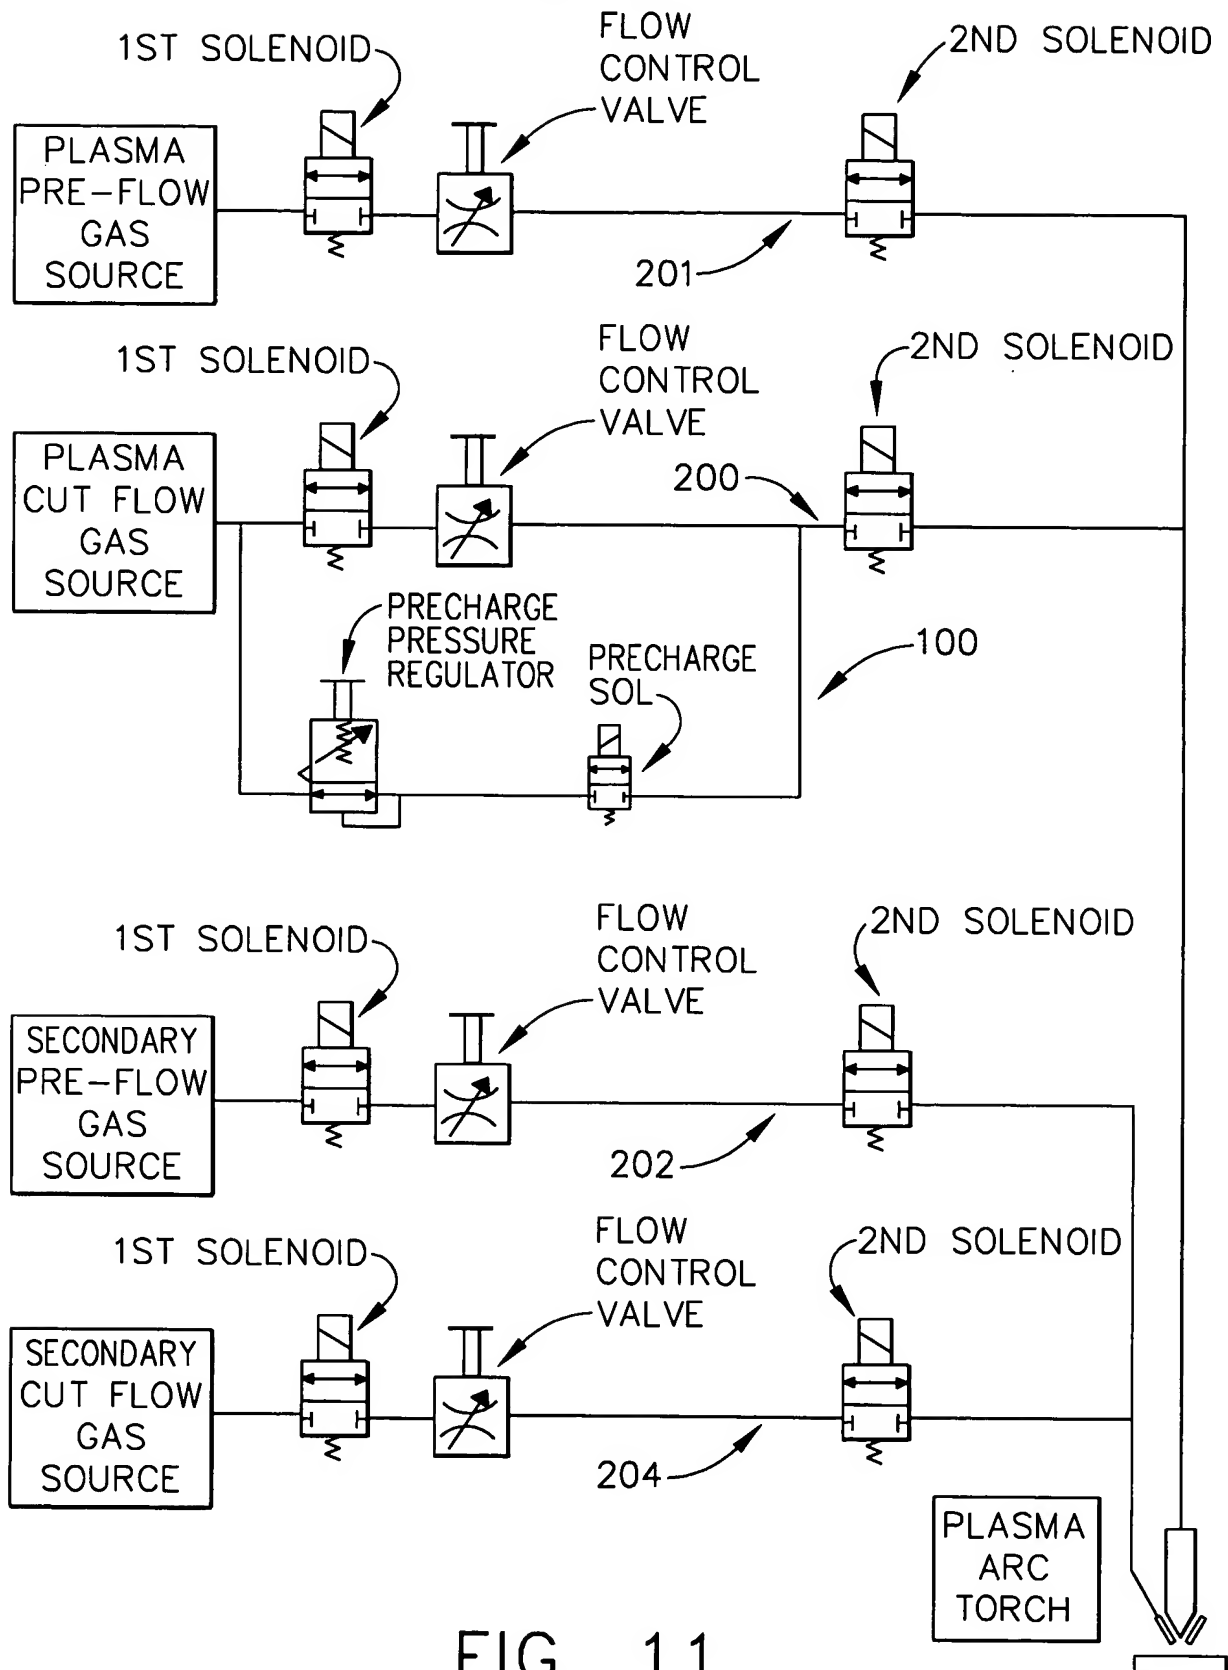 1ST SOLENOID
FLOW
CONTROL
VALVE
2ND SOLENOID
PLASMA
PRE-FLOW
GAS
SOURCE
201
1ST SOLENOID
FLOW
CONTROL
VALVE
2ND SOLENOID
PLASMA
CUT FLOW
GAS
SOURCE
200
PRECHARGE
PRESSURE
REGULATOR
PRECHARGE
SOL
100
1ST SOLENOID
FLOW
CONTROL
VALVE
2ND SOLENOID
SECONDARY
PRE-FLOW
GAS
SOURCE
202
1ST SOLENOID
FLOW
CONTROL
VALVE
2ND SOLENOID
SECONDARY
CUT FLOW
GAS
SOURCE
204
PLASMA
ARC
TORCH
FIG. 11